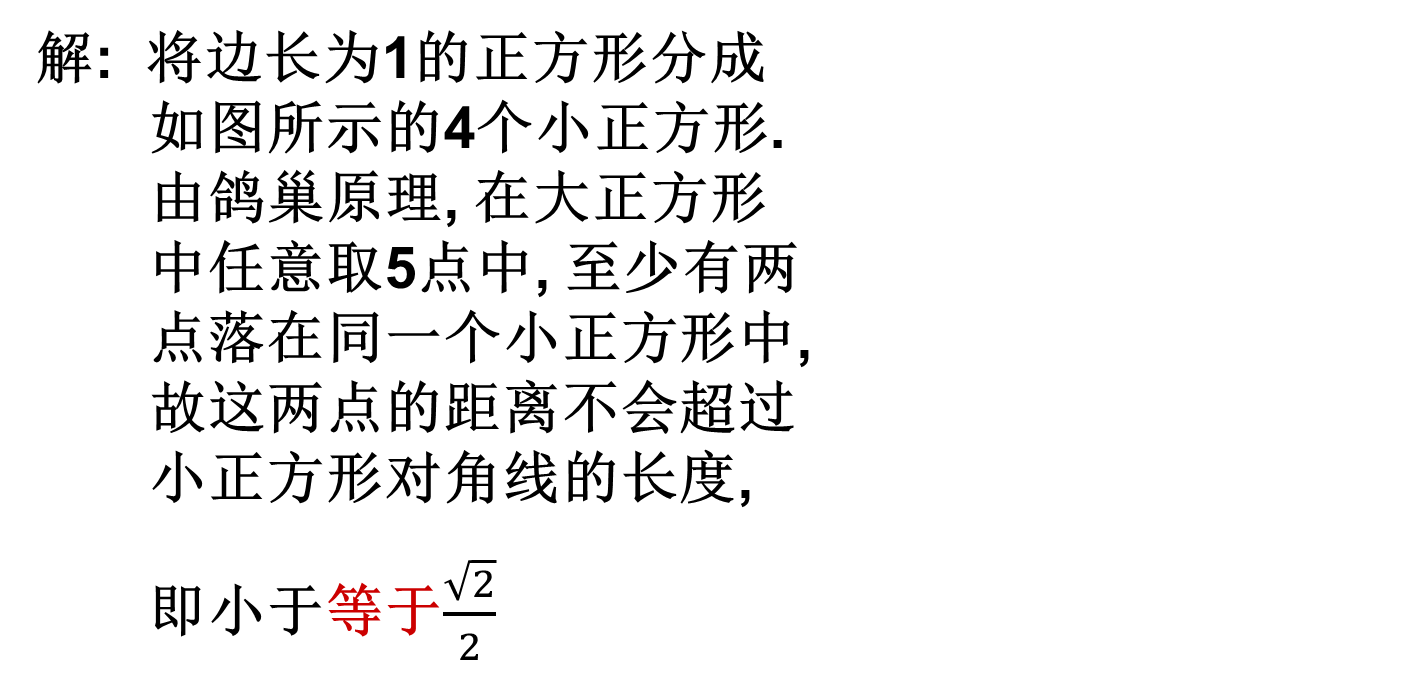 解: 将边长为1的正方形分成
如图所示的4个小正方形.
由鸽巢原理, 在大正方形
中任意取5点中, 至少有两
点落在同一个小正方形中,
故这两点的距离不会超过
小正方形对角线的长度,
即小于等于√2/2